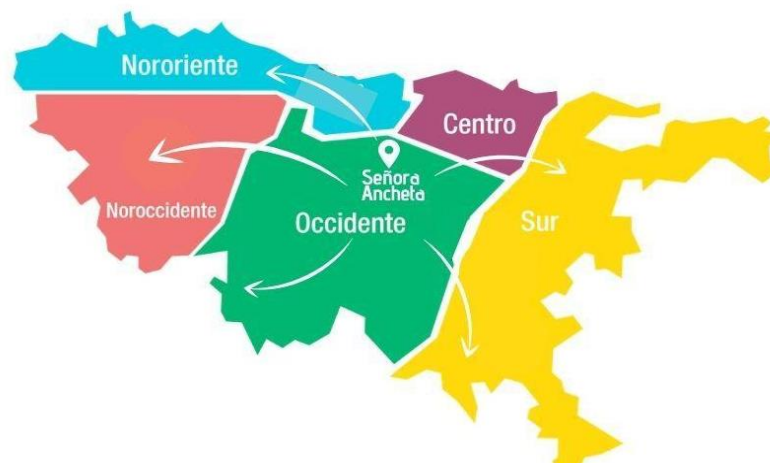 Nororiente
Centro
Señora
Ancheta
Noroccidente
Occidente
Sur